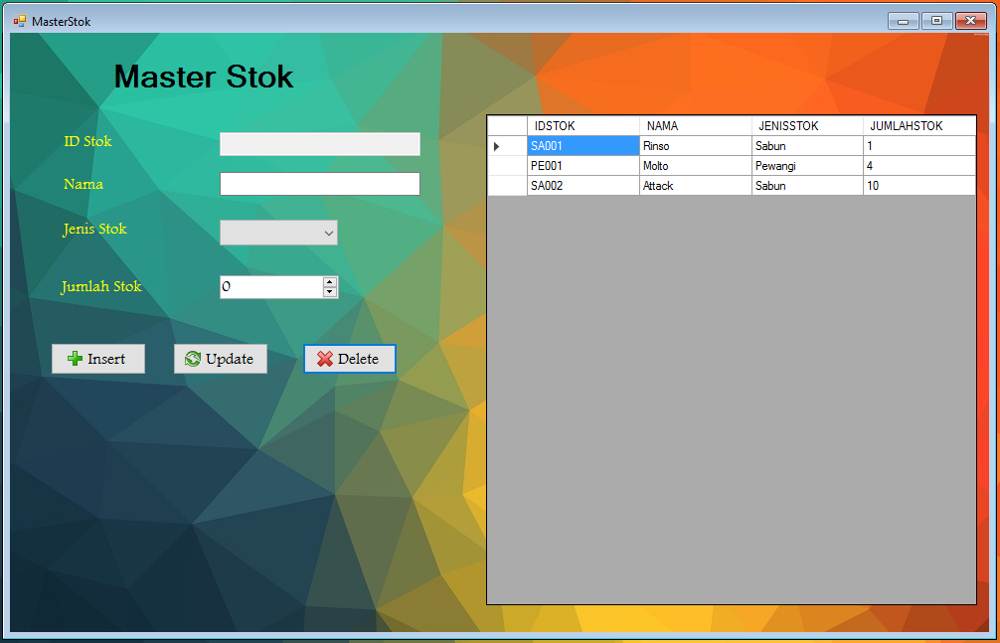 MasterStok
Master Stok
ID Stok
Nama
Jenis Stok
Jumlah Stok
0
Insert Update Delete
IDSTOK NAMA JENISSTOK JUMLAHSTOK
SA001 Rinso Sabun 1
PE001 Molto Pewangi 4
SA002 Attack Sabun 10